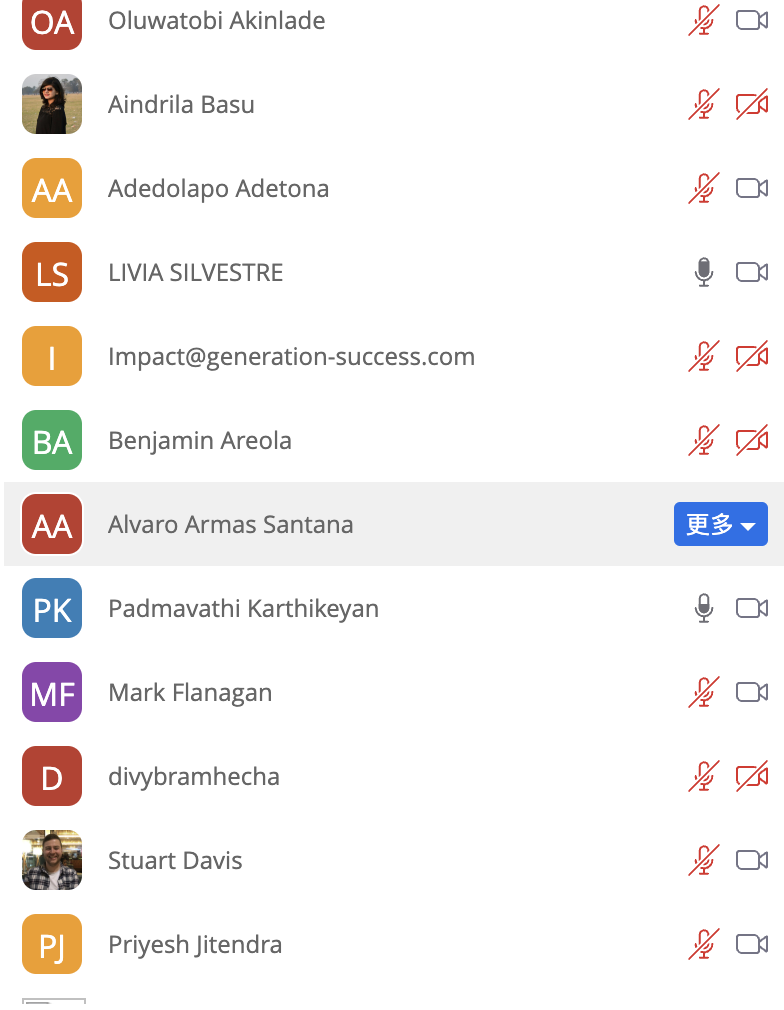 OA Oluwatobi Akinlade
Aindrila Basu
AA Adedolapo Adetona
LS LIVIA SILVESTRE
I Impact@generation-success.com
BA Benjamin Areola
AA Alvaro Armas Santana 更多
PK Padmavathi Karthikeyan
MF Mark Flanagan
D divybramhecha
Stuart Davis
PJ Priyesh Jitendra